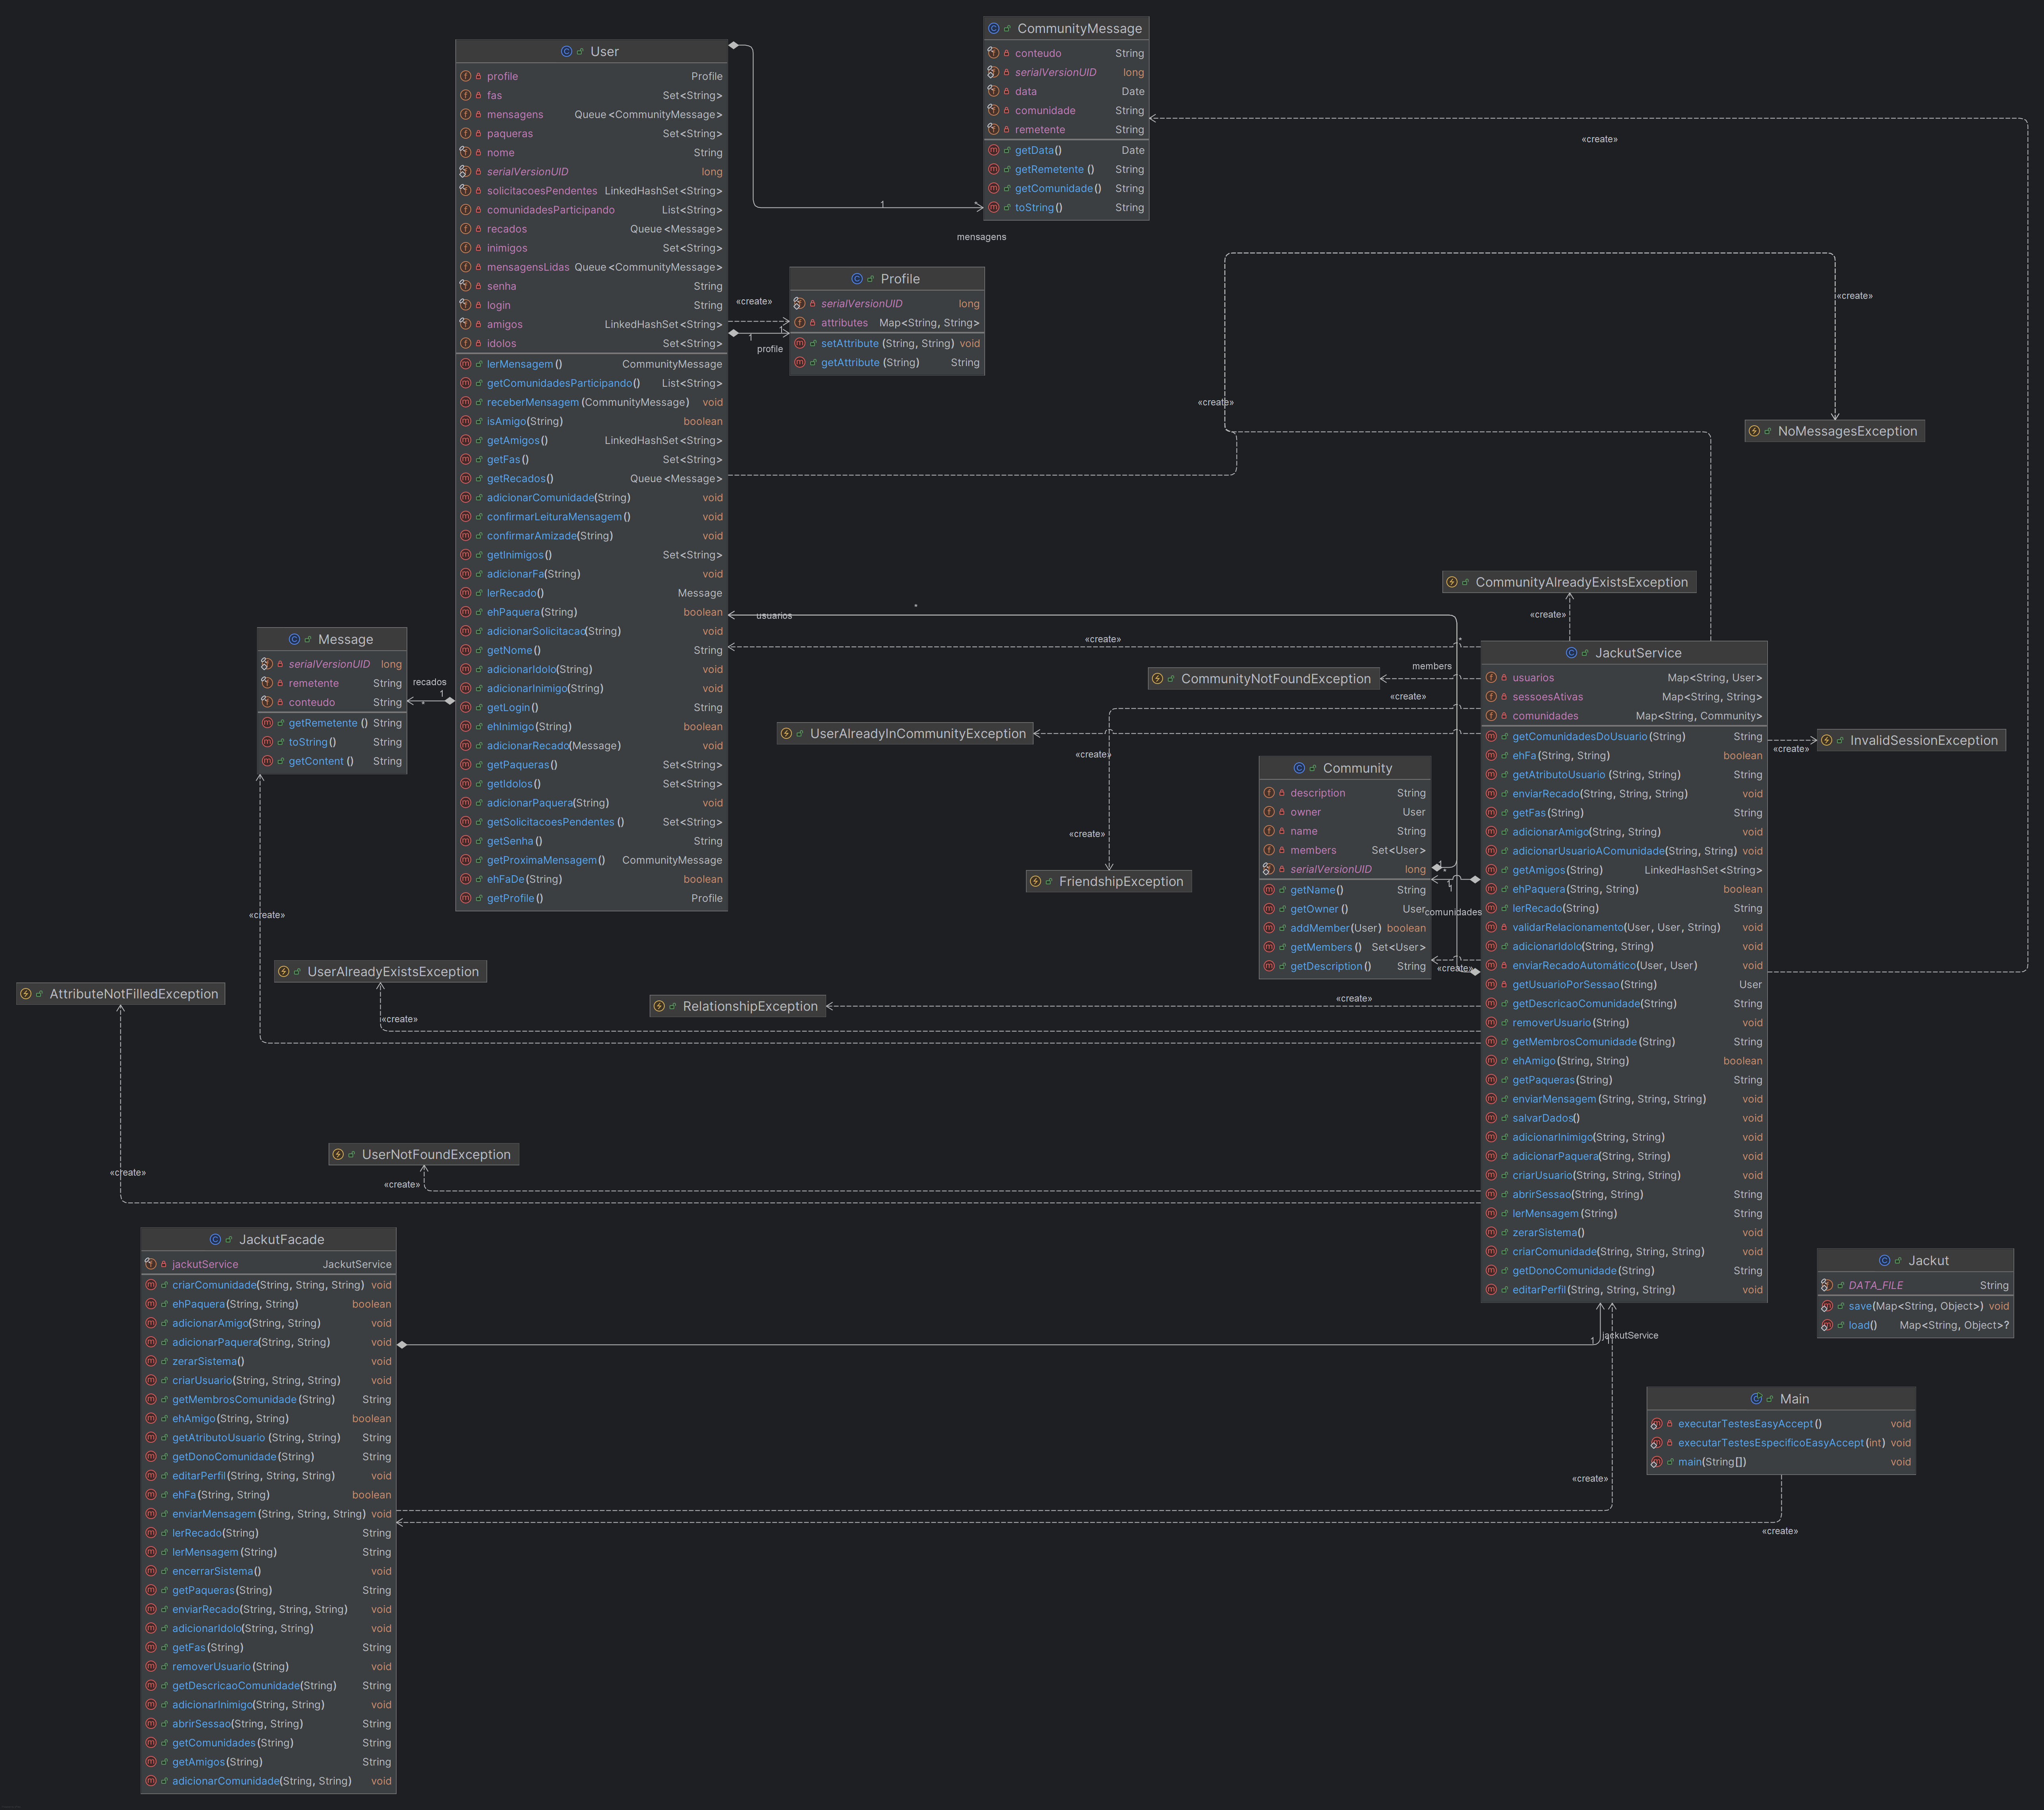 CommunityMessage
conteudo String
serialVersionUID long
data Date
comunidade String
remetente String
getData() Date
getRemetente () String
getComunidade() String
toString() String
User
profile Profile
fas Set<String>
mensagens Queue<CommunityMessage>
paqueras Set<String>
nome String
serialVersionUID long
solicitacoesPendentes LinkedHashSet<String>
comunidadesParticipando List<String>
recados Queue<Message>
inimigos Set<String>
mensagensLidas Queue<CommunityMessage>
senha String
login String
amigos LinkedHashSet<String>
idolos Set<String>
lerMensagem() CommunityMessage
getComunidadesParticipando() List<String>
receberMensagem(CommunityMessage) void
isAmigo(String) boolean
getAmigos() LinkedHashSet<String>
getFas() Set<String>
getRecados() Queue<Message>
adicionarComunidade(String) void
confirmarLeituraMensagem() void
confirmarAmizade(String) void
getInimigos() Set<String>
adicionarFa(String) void
lerRecado() Message
ehPaquera(String) boolean
adicionarSolicitacao(String) void
getNome() String
adicionarIdolo(String) void
adicionarInimigo(String) void
getLogin() String
ehInimigo(String) boolean
adicionarRecado(Message) void
getPaqueras() Set<String>
getIdolos() Set<String>
adicionarPaquera(String) void
getSolicitacoesPendentes () Set<String>
getSenha() String
getProximaMensagem() CommunityMessage
ehFaDe(String) boolean
getProfile() Profile
1 *
mensagens
«create»
Profile
serialVersionUID long
attributes Map<String, String>
setAttribute (String, String) void
getAttribute (String) String
«create»
1 1
profile
«create»
«create»
NoMessagesException
CommunityAlreadyExistsException
«create»
* usuarios
«create» *
members
CommunityNotFoundException
«create»
UserAlreadyInCommunityException
«create»
«create»
FriendshipException
InvalidSessionException
«create»
Message
serialVersionUID long
remetente String
conteudo String
getRemetente () String
toString() String
getContent () String
recados
1 *
«create»
Community
description String
owner User
name String
members Set<User>
serialVersionUID long
getName() String
getOwner () User
addMember(User) boolean
getMembers() Set<User>
getDescription() String
1
*
1
comunidades
«create»
JackutService
usuarios Map<String, User>
sessoesAtivas Map<String, String>
comunidades Map<String, Community>
getComunidadesDoUsuario(String) String
ehFa(String, String) boolean
getAtributoUsuario (String, String) String
enviarRecado(String, String, String) void
getFas(String) String
adicionarAmigo(String, String) void
adicionarUsuarioAComunidade(String, String) void
getAmigos(String) LinkedHashSet<String>
ehPaquera(String, String) boolean
lerRecado(String) String
validarRelacionamento(User, User, String) void
adicionarIdolo(String, String) void
enviarRecadoAutomático(User, User) void
getUsuarioPorSessao(String) User
getDescricaoComunidade(String) String
removerUsuario(String) void
getMembrosComunidade(String) String
ehAmigo(String, String) boolean
getPaqueras(String) String
enviarMensagem(String, String, String) void
salvarDados() void
adicionarInimigo(String, String) void
adicionarPaquera(String, String) void
criarUsuario(String, String, String) void
abrirSessao(String, String) String
lerMensagem(String) String
zerarSistema() void
criarComunidade(String, String, String) void
getDonoComunidade(String) String
editarPerfil(String, String, String) void
UserAlreadyExistsException
«create»
AttributeNotFilledException
«create»
RelationshipException
«create»
UserNotFoundException
«create»
JackutFacade
jackutService JackutService
criarComunidade(String, String, String) void
ehPaquera(String, String) boolean
adicionarAmigo(String, String) void
adicionarPaquera(String, String) void
zerarSistema() void
criarUsuario(String, String, String) void
getMembrosComunidade(String) String
ehAmigo(String, String) boolean
getAtributoUsuario (String, String) String
getDonoComunidade(String) String
editarPerfil(String, String, String) void
ehFa(String, String) boolean
enviarMensagem(String, String, String) void
lerRecado(String) String
lerMensagem(String) String
encerrarSistema() void
getPaqueras(String) String
enviarRecado(String, String, String) void
adicionarIdolo(String, String) void
getFas(String) String
removerUsuario(String) void
getDescricaoComunidade(String) String
adicionarInimigo(String, String) void
abrirSessao(String, String) String
getComunidades(String) String
getAmigos(String) String
adicionarComunidade(String, String) void
1 1
jackutService
«create»
Jackut
DATA_FILE String
save(Map<String, Object>) void
load() Map<String, Object>?
Main
executarTestesEasyAccept() void
executarTestesEspecificoEasyAccept(int) void
main(String[]) void
«create»